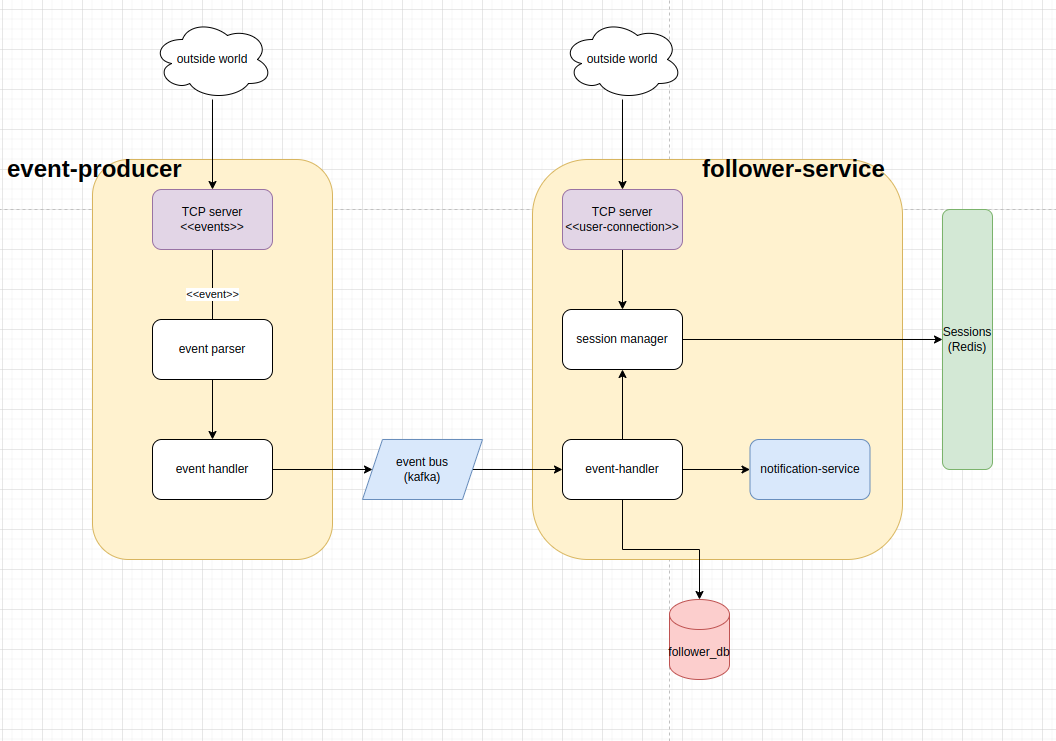 outside world
outside world
event-producer
follower-service
TCP server
<<events>>
TCP server
<<user-connection>>
<<event>>
event parser
session manager
Sessions
(Redis)
event handler
event bus
(kafka)
event-handler
notification-service
follower_db